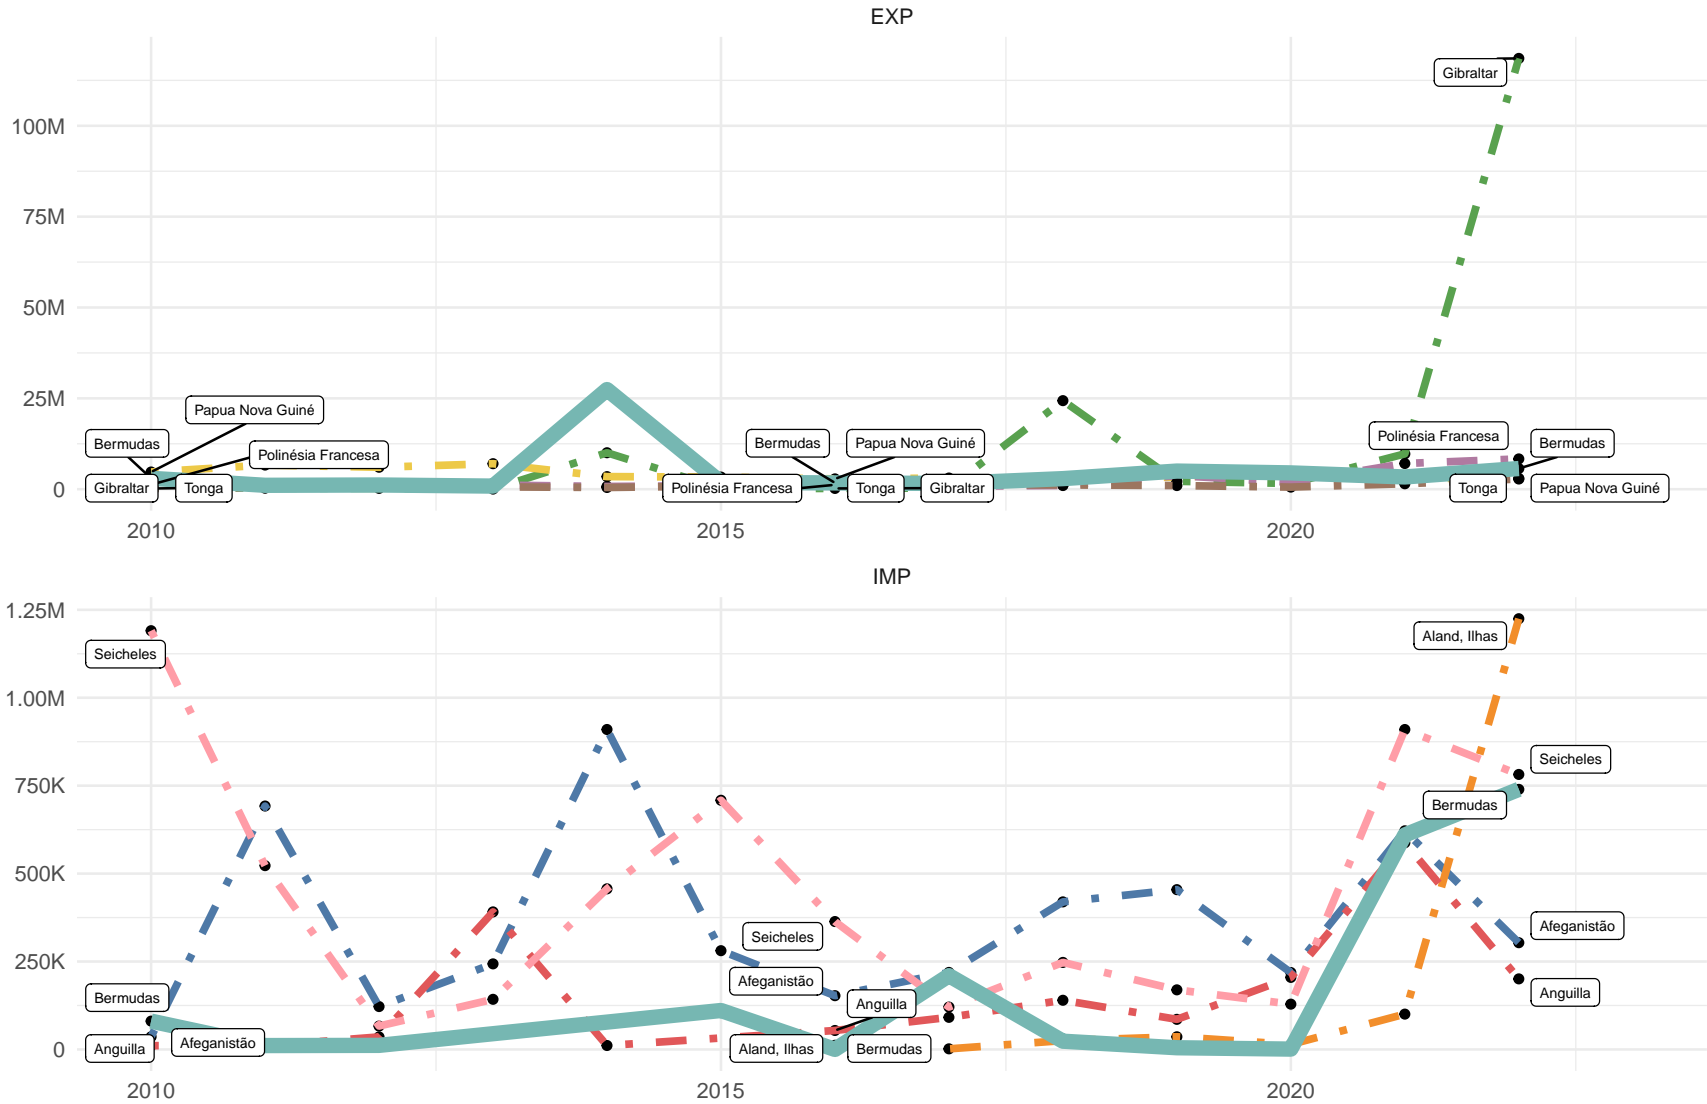 EXP
Gibraltar
100M
75M
50M
25M
Papua Nova Guiné
Bermudas
Polinésia Francesa
Bermudas
Papua Nova Guiné
Polinésia Francesa
Bermudas
0
Gibraltar
Tonga
Polinésia Francesa
Tonga
Gibraltar
Tonga
Papua Nova Guiné
2010
2015
2020
IMP
1.25M
Aland, Ilhas
Seicheles
1.00M
Seicheles
750K
Bermudas
500K
Afeganistão
Seicheles
250K
Afeganistão
Bermudas
Anguilla
Anguilla
0
Anguilla
Afeganistão
Aland, Ilhas
Bermudas
2010
2015
2020